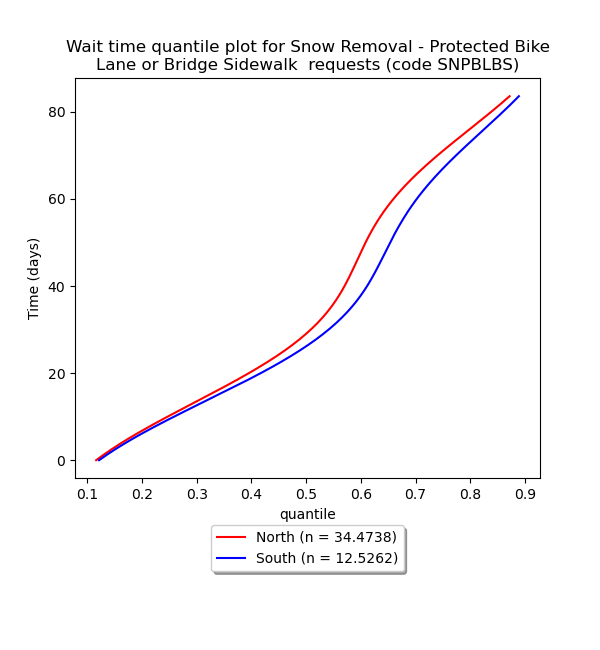 Wait time quantile plot for Snow Removal - Protected Bike
Lane or Bridge Sidewalk  requests (code SNPBLBS)
80
60
40
20
0
Time (days)
0.1 0.2 0.3 0.4 0.5 0.6 0.7 0.8 0.9
quantile
North (n = 34.4738)
South (n = 12.5262)